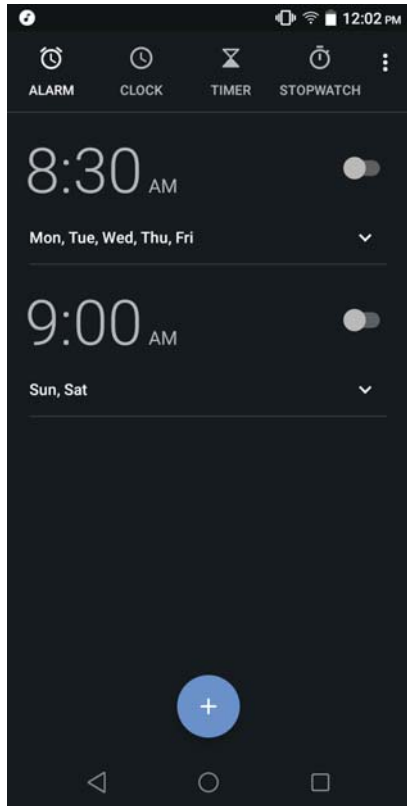 12:02 PM
ALARM CLOCK TIMER STOPWATCH
8:30 AM
Mon, Tue, Wed, Thu, Fri
9:00 AM
Sun, Sat